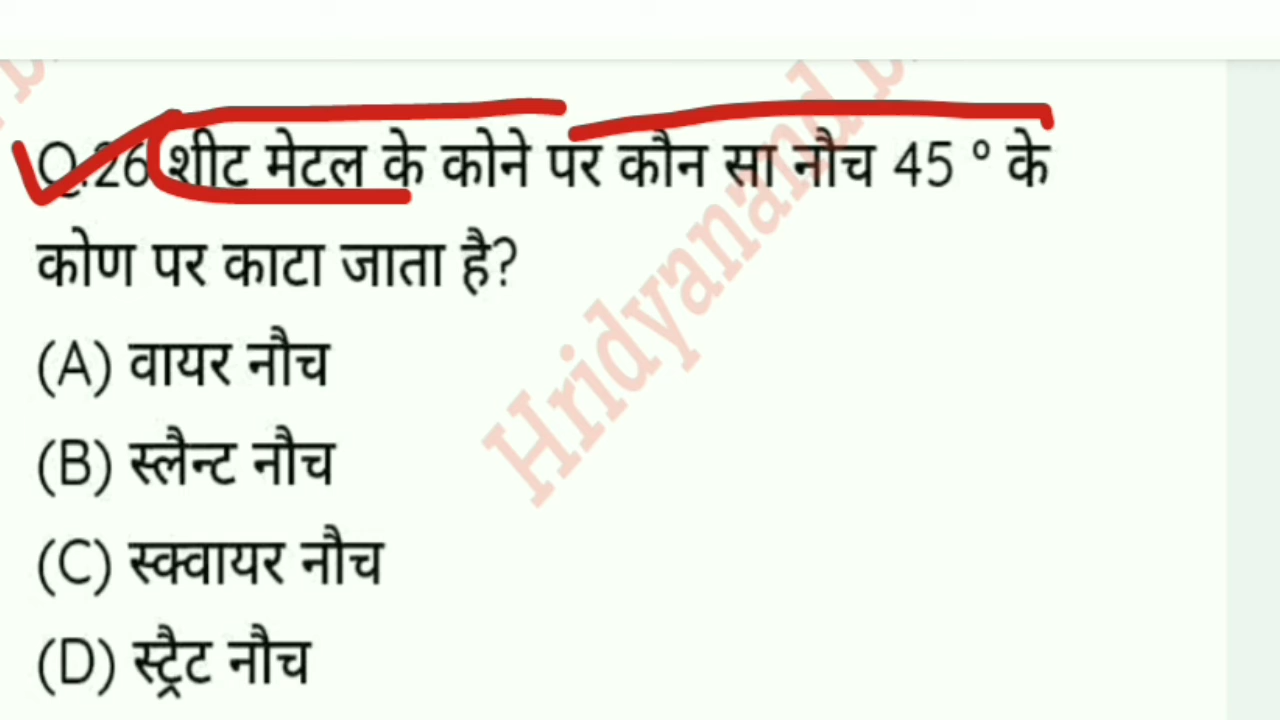 Q.26 शीट मेटल के कोने पर कौन सा नौच 45 ° के
कोण पर काटा जाता है?
(A) वायर नौच
(B) स्लैन्ट नौच
(C) स्क्वायर नौच
(D) स्ट्रैट नौच
Hridyanand